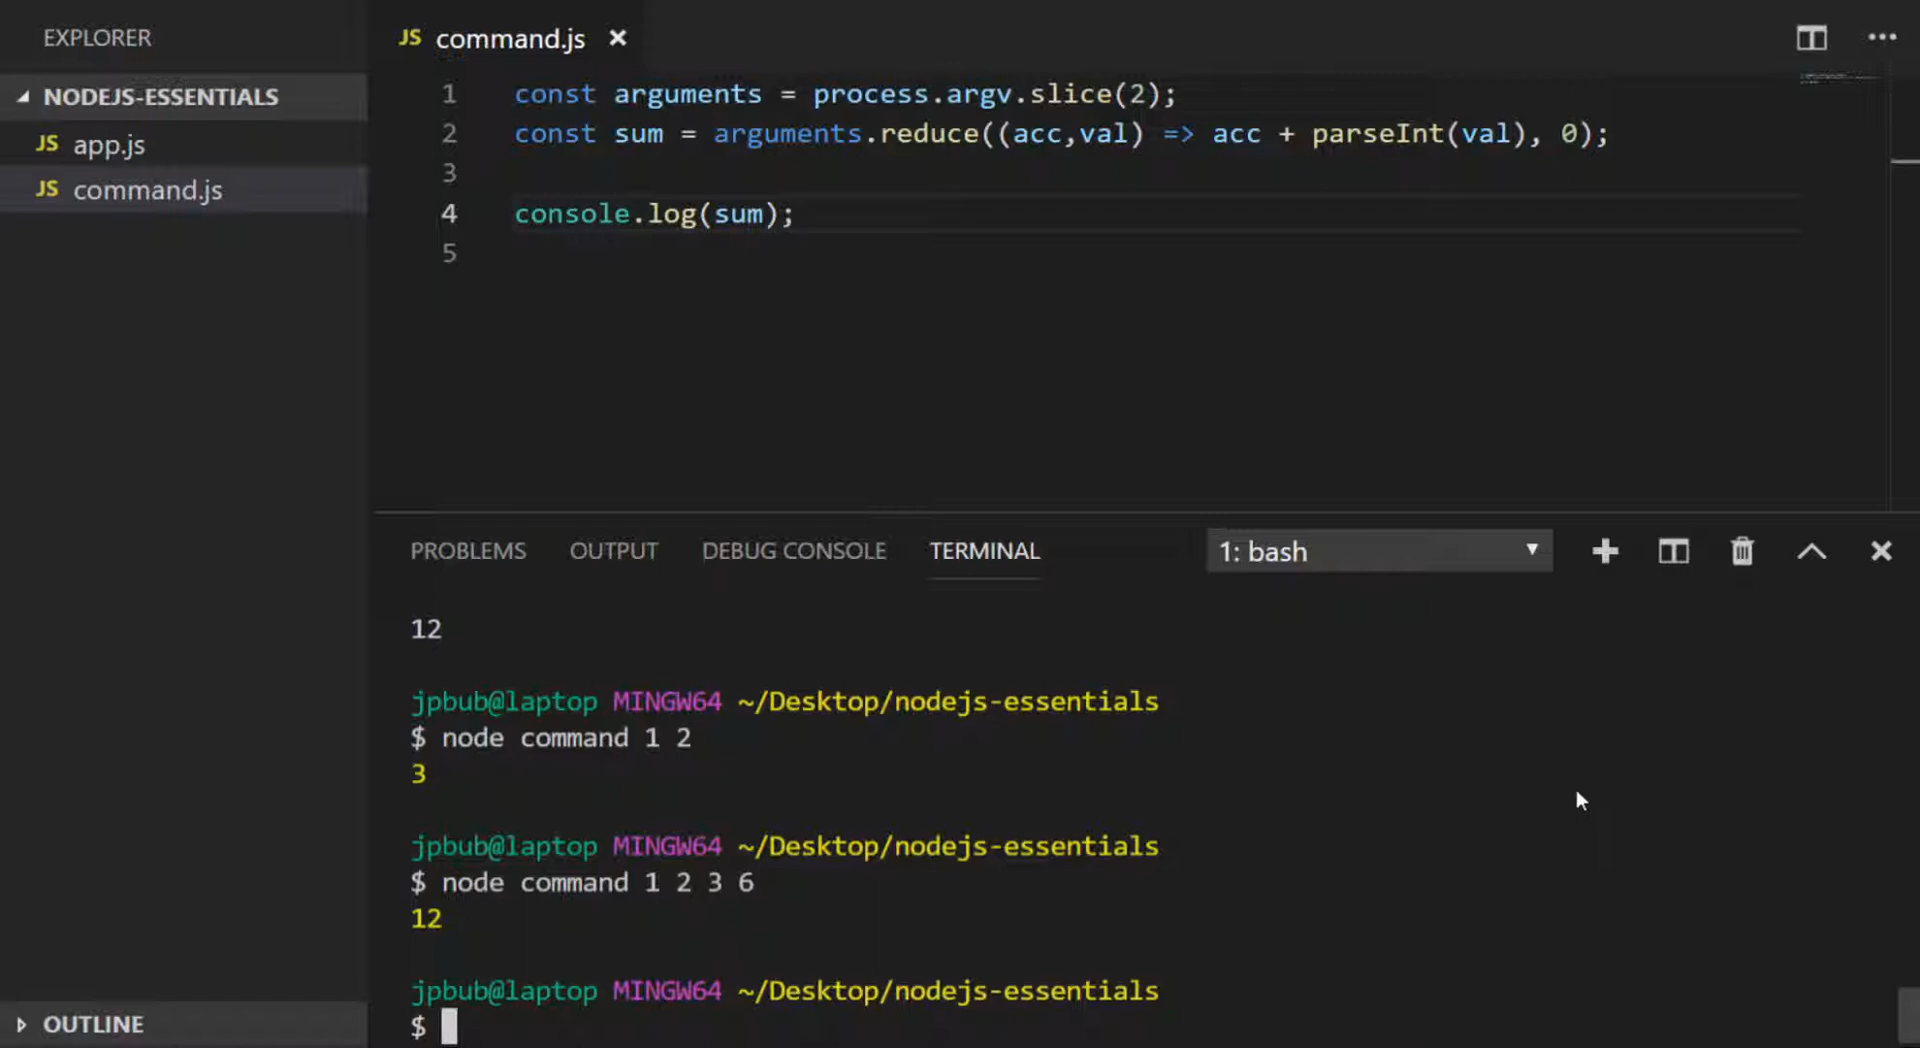 EXPLORER
NODEJS-ESSENTIALS
JS app.js
JS command.js
OUTLINE
JS command.js ×
1 const arguments = process.argv.slice(2);
2 const sum = arguments.reduce((acc,val) => acc + parseInt(val), 0);
3
4 console.log(sum);
5
PROBLEMS OUTPUT DEBUG CONSOLE TERMINAL 1: bash
12
jpbub@laptop MINGW64 ~/Desktop/nodejs-essentials
$ node command 1 2
3
jpbub@laptop MINGW64 ~/Desktop/nodejs-essentials
$ node command 1 2 3 6
12
jpbub@laptop MINGW64 ~/Desktop/nodejs-essentials
$